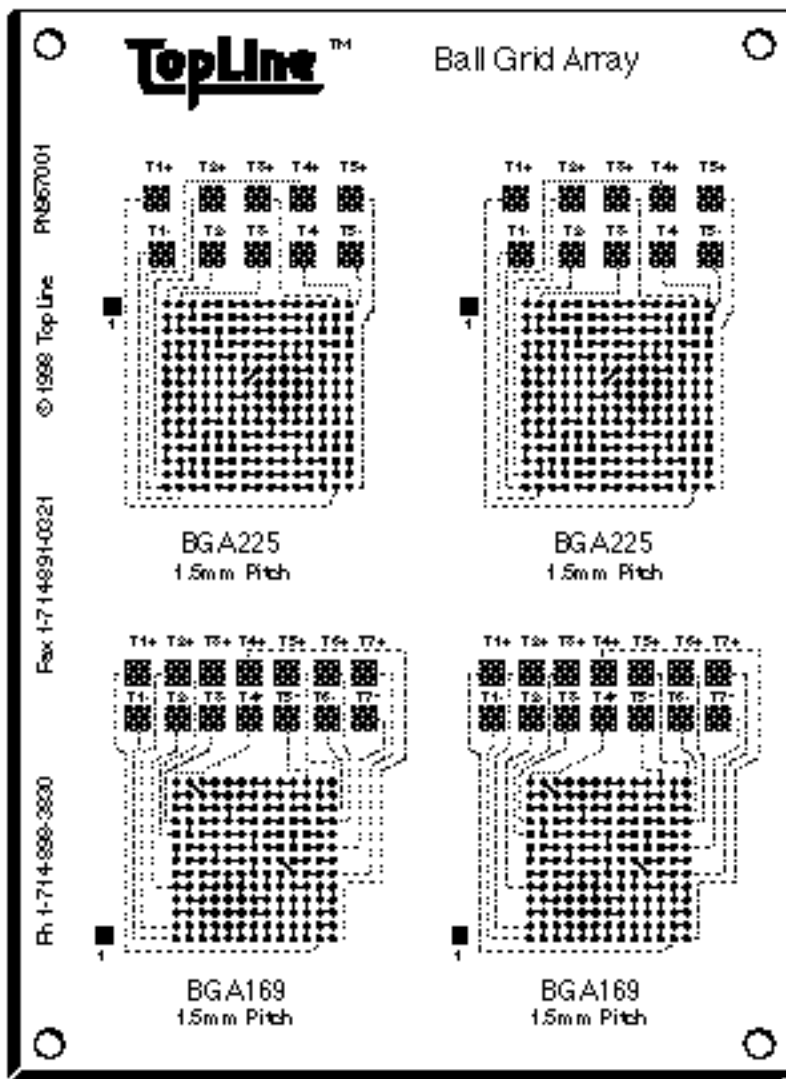 TopLine ™
Ball Grid Array
Ph 1-714-898-3830 Fax 1-714-891-0321 © 1998 Top Line PN967001
T1+ T2+ T3+ T4+ T5+
T1- T2 T3 T4 T5-
1
BGA225
1.5mm Pitch
T1+ T2+ T3+ T4+ T5+
T1- T2 T3 T4 T5-
1
BGA225
1.5mm Pitch
T1+ T2+ T3+ T4+ T5+ T6+ T7+
T1- T2- T3 T4- T5- T6- T7-
1
BGA169
1.5mm Pitch
T1+ T2+ T3+ T4+ T5+ T6+ T7+
T1- T2- T3 T4- T5- T6- T7-
1
BGA169
1.5mm Pitch